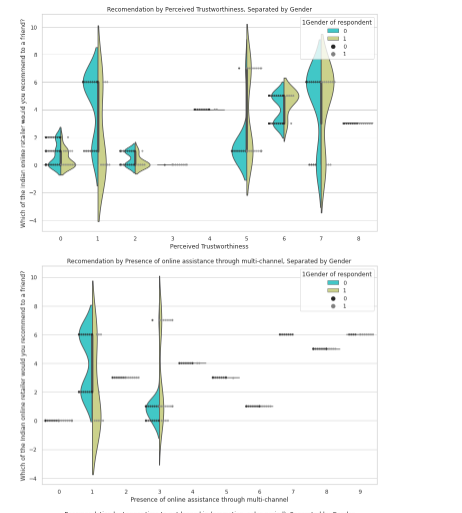 Recomendation by Perceived Trustworthiness, Separated by Gender
Which of the Indian online retailer would you recommend to a friend?
10
8
6
4
2
0
−2
−4
1Gender of respondent
0
1
0
1
0 1 2 3 4 5 6 7 8
Perceived Trustworthiness
Recomendation by Presence of online assistance through multi-channel, Separated by Gender
Which of the Indian online retailer would you recommend to a friend?
10
8
6
4
2
0
−2
−4
1Gender of respondent
0
1
0
1
0 1 2 3 4 5 6 7 8 9
Presence of online assistance through multi-channel